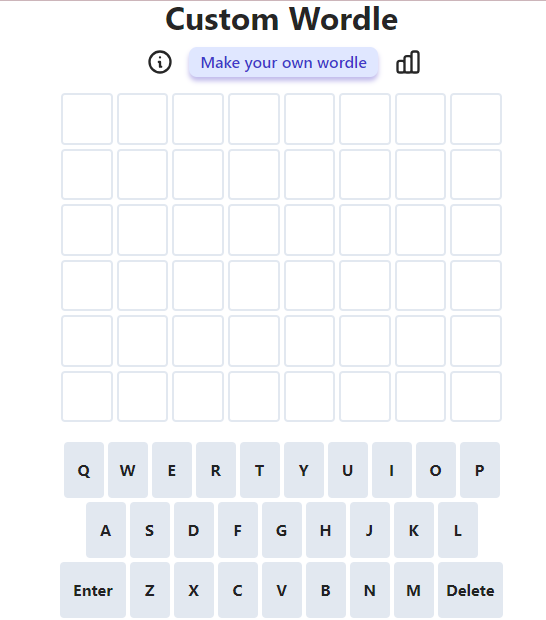 Custom Wordle
Make your own wordle
Q W E R T Y U I O P
A S D F G H J K L
Enter Z X C V B N M Delete